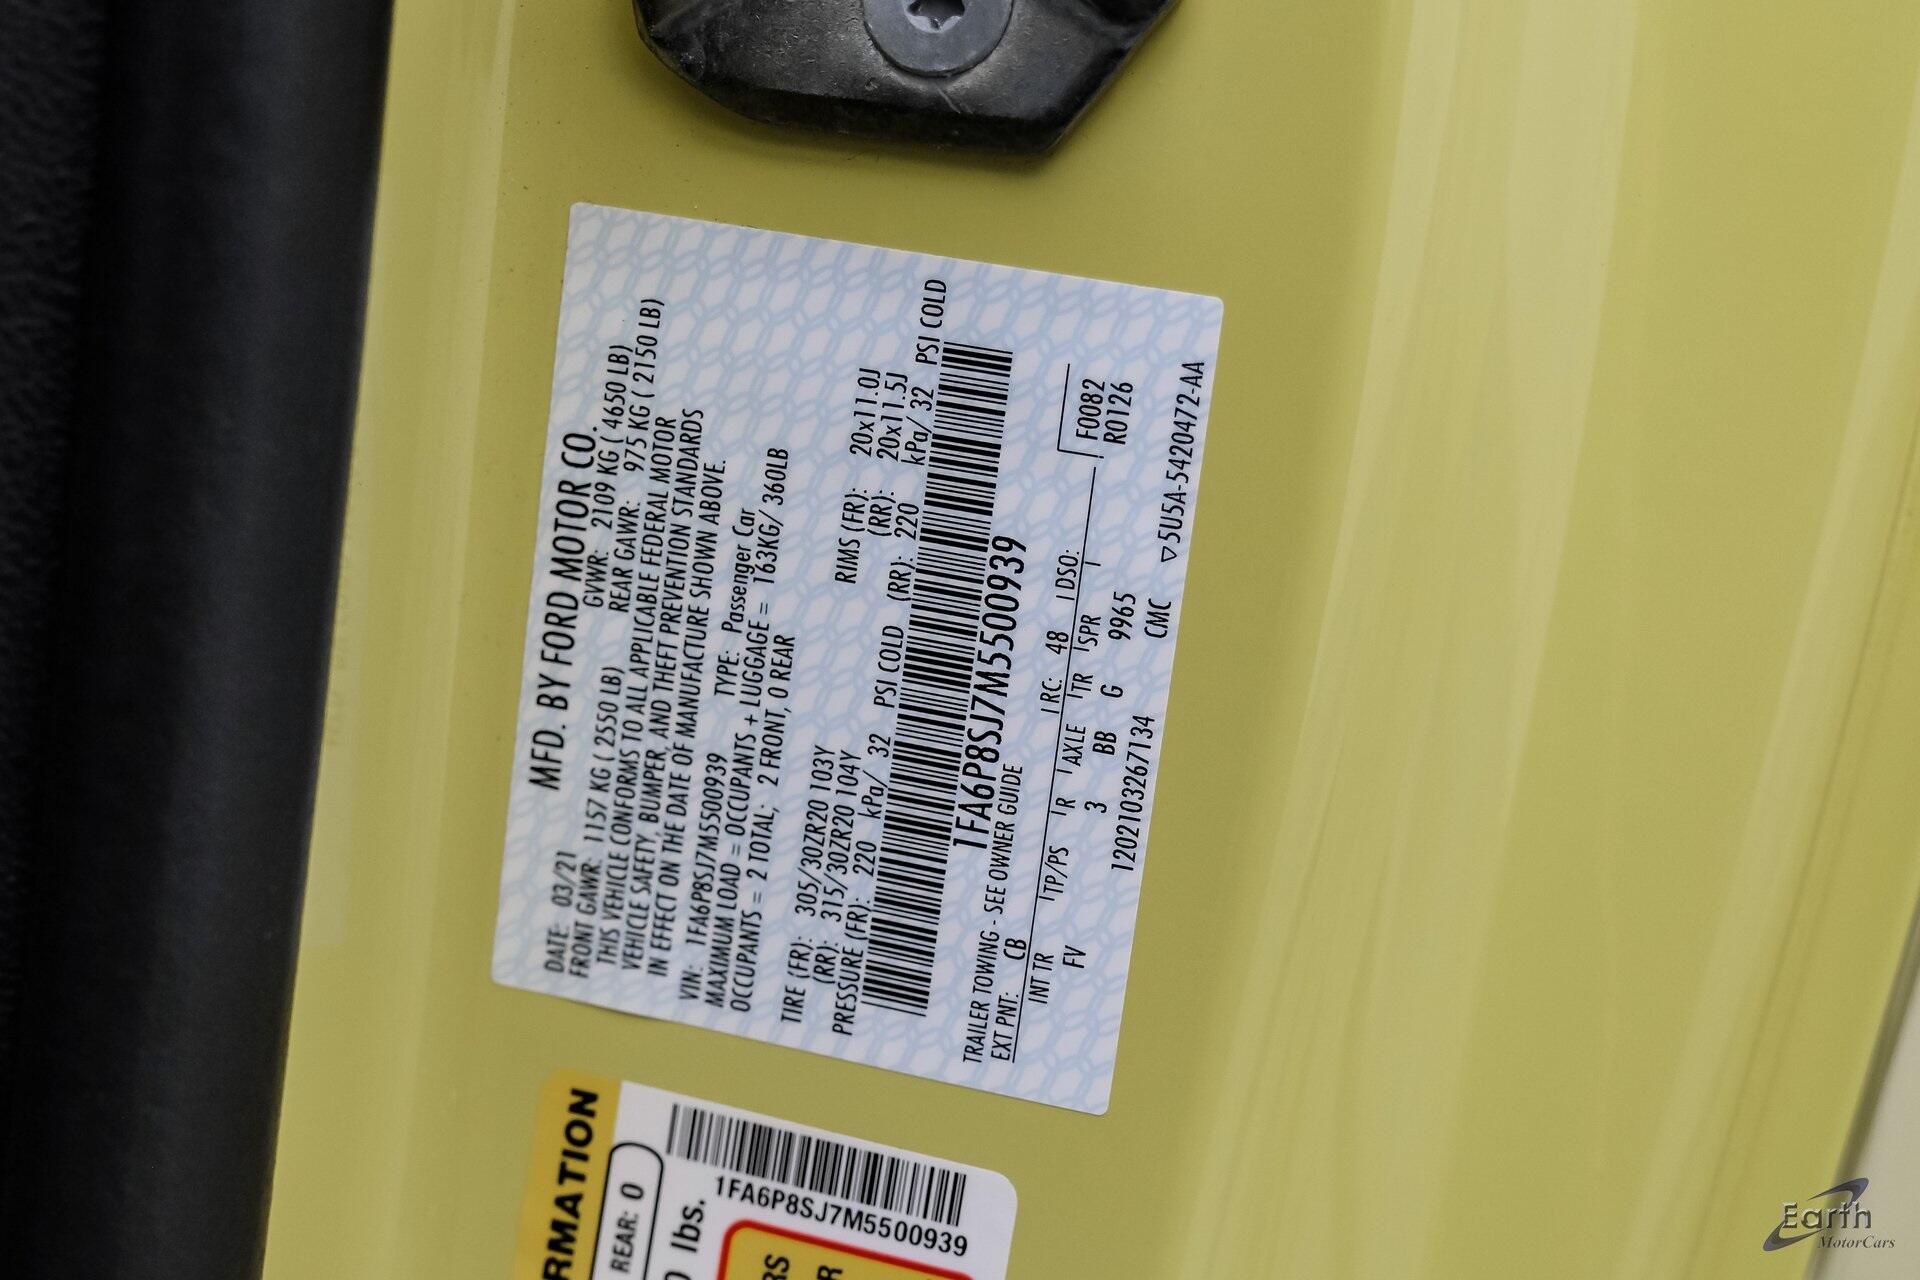 MFD. BY FORD MOTOR CO.
DATE: 03/21 GVWR: 2109 KG ( 4650 LB)
FRONT GAWR: 1157 KG ( 2550 LB) REAR GAWR: 975 KG ( 2150 LB)
THIS VEHICLE CONFORMS TO ALL APPLICABLE FEDERAL MOTOR
VEHICLE SAFETY, BUMPER, AND THEFT PREVENTION STANDARDS
IN EFFECT ON THE DATE OF MANUFACTURE SHOWN ABOVE.
VIN: 1FA6P8SJ7M5500939 TYPE: Passenger Car
MAXIMUM LOAD = OCCUPANTS + LUGGAGE = 163KG/ 360LB
OCCUPANTS = 2 TOTAL; 2 FRONT, 0 REAR
TIRE (FR): 305/30ZR20 103Y RIMS (FR): 20x11.0J
(RR): 315/30ZR20 104Y (RR): 20x11.5J
PRESSURE (FR): 220 kPa/ 32 PSI COLD (RR): 220 kPa/ 32 PSI COLD
1FA6P8SJ7M5500939
TRAILER TOWING - SEE OWNER GUIDE
EXT PNT: CB RC: 48 DSO:
INT TR TP/PS R AXLE TR SPR
FV 3 BB G 9965
F0082
R0126
1202103267134 CMC
▽5U5A-5420472-AA
RMATION
REAR: 0
0 lbs.
1FA6P8SJ7M5500939
RS
R
Earth
MotorCars